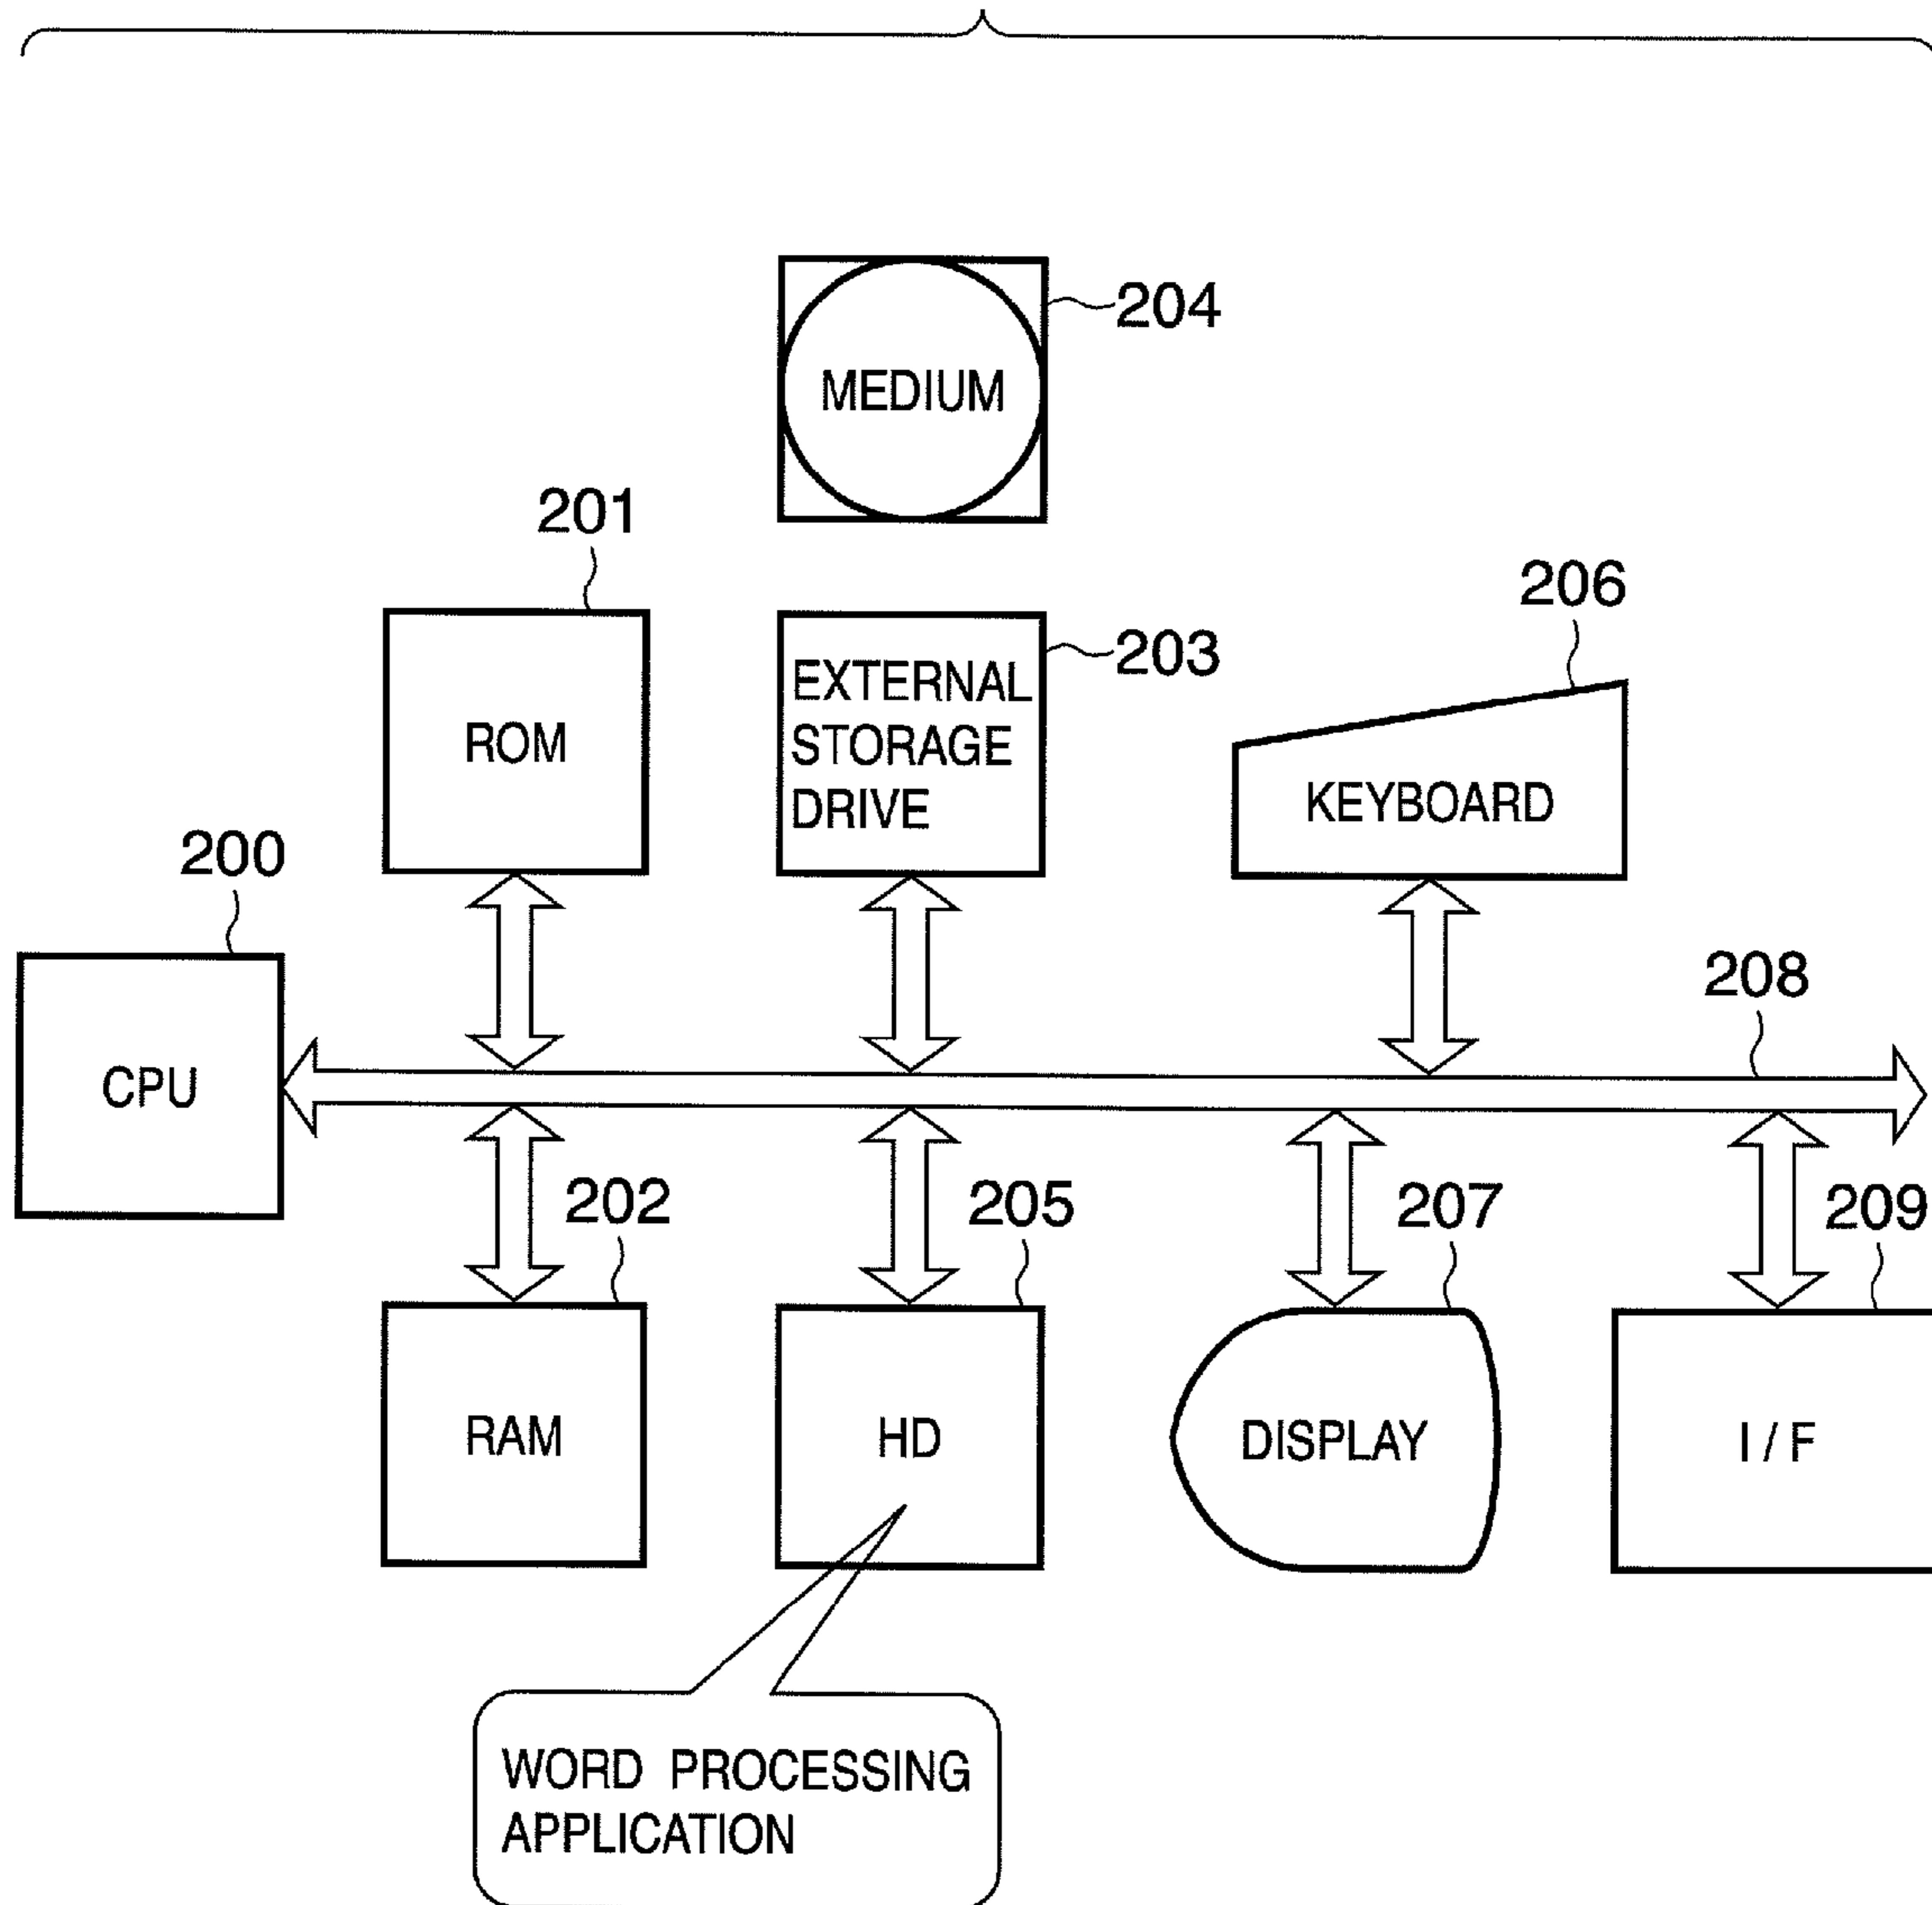 204
MEDIUM
201
206
203
EXTERNAL
STORAGE
DRIVE
ROM
KEYBOARD
200
208
CPU
202
205
207
209
RAM
HD
DISPLAY
I / F
WORD PROCESSING
APPLICATION